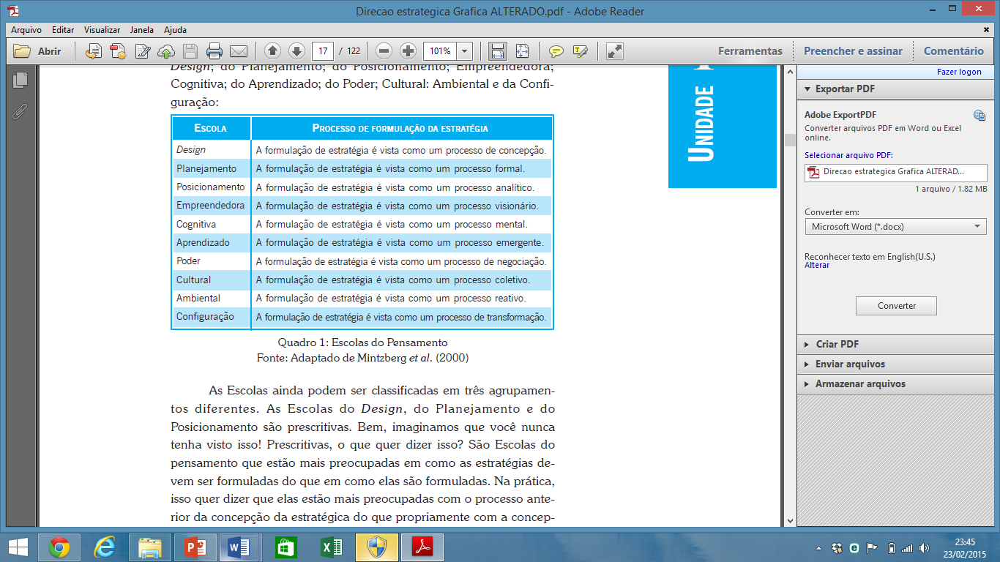 Direcao estrategica Grafica ALTERADO.pdf - Adobe Reader
Arquivo Editar Visualizar Janela Ajuda
Abrir 17 / 122 101% Ferramentas Preencher e assinar Comentário
Design; do Planejamento; do Posicionamento; Empreendedora;
Cognitiva; do Aprendizado; do Poder; Cultural: Ambiental e da Confi-
guração:
ESCOLA PROCESSO DE FORMULAÇÃO DA ESTRATÉGIA
Design A formulação de estratégia é vista como um processo de concepção.
Planejamento A formulação de estratégia é vista como um processo formal.
Posicionamento A formulação de estratégia é vista como um processo analítico.
Empreendedora A formulação de estratégia é vista como um processo visionário.
Cognitiva A formulação de estratégia é vista como um processo mental.
Aprendizado A formulação de estratégia é vista como um processo emergente.
Poder A formulação de estratégia é vista como um processo de negociação.
Cultural A formulação de estratégia é vista como um processo coletivo.
Ambiental A formulação de estratégia é vista como um processo reativo.
Configuração A formulação de estratégia é vista como um processo de transformação.
Quadro 1: Escolas do Pensamento
Fonte: Adaptado de Mintzberg et al. (2000)
As Escolas ainda podem ser classificadas em três agrupamen-
tos diferentes. As Escolas do Design, do Planejamento e do
Posicionamento são prescritivas. Bem, imaginamos que você nunca
tenha visto isso! Prescritivas, o que quer dizer isso? São Escolas do
pensamento que estão mais preocupadas em como as estratégias de-
vem ser formuladas do que em como elas são formuladas. Na prática,
isso quer dizer que elas estão mais preocupadas com o processo ante-
rior da concepção da estratégica do que propriamente com a concep-
UNIDADE
Fazer logon
Exportar PDF
Adobe ExportPDF
Converter arquivos PDF em Word ou Excel
online.
Selecionar arquivo PDF:
Direcao estrategica Grafica ALTERAD...
1 arquivo / 1.82 MB
Converter em:
Microsoft Word (*.docx)
Reconhecer texto em English(U.S.)
Alterar
Converter
Criar PDF
Enviar arquivos
Armazenar arquivos
23:45
23/02/2015